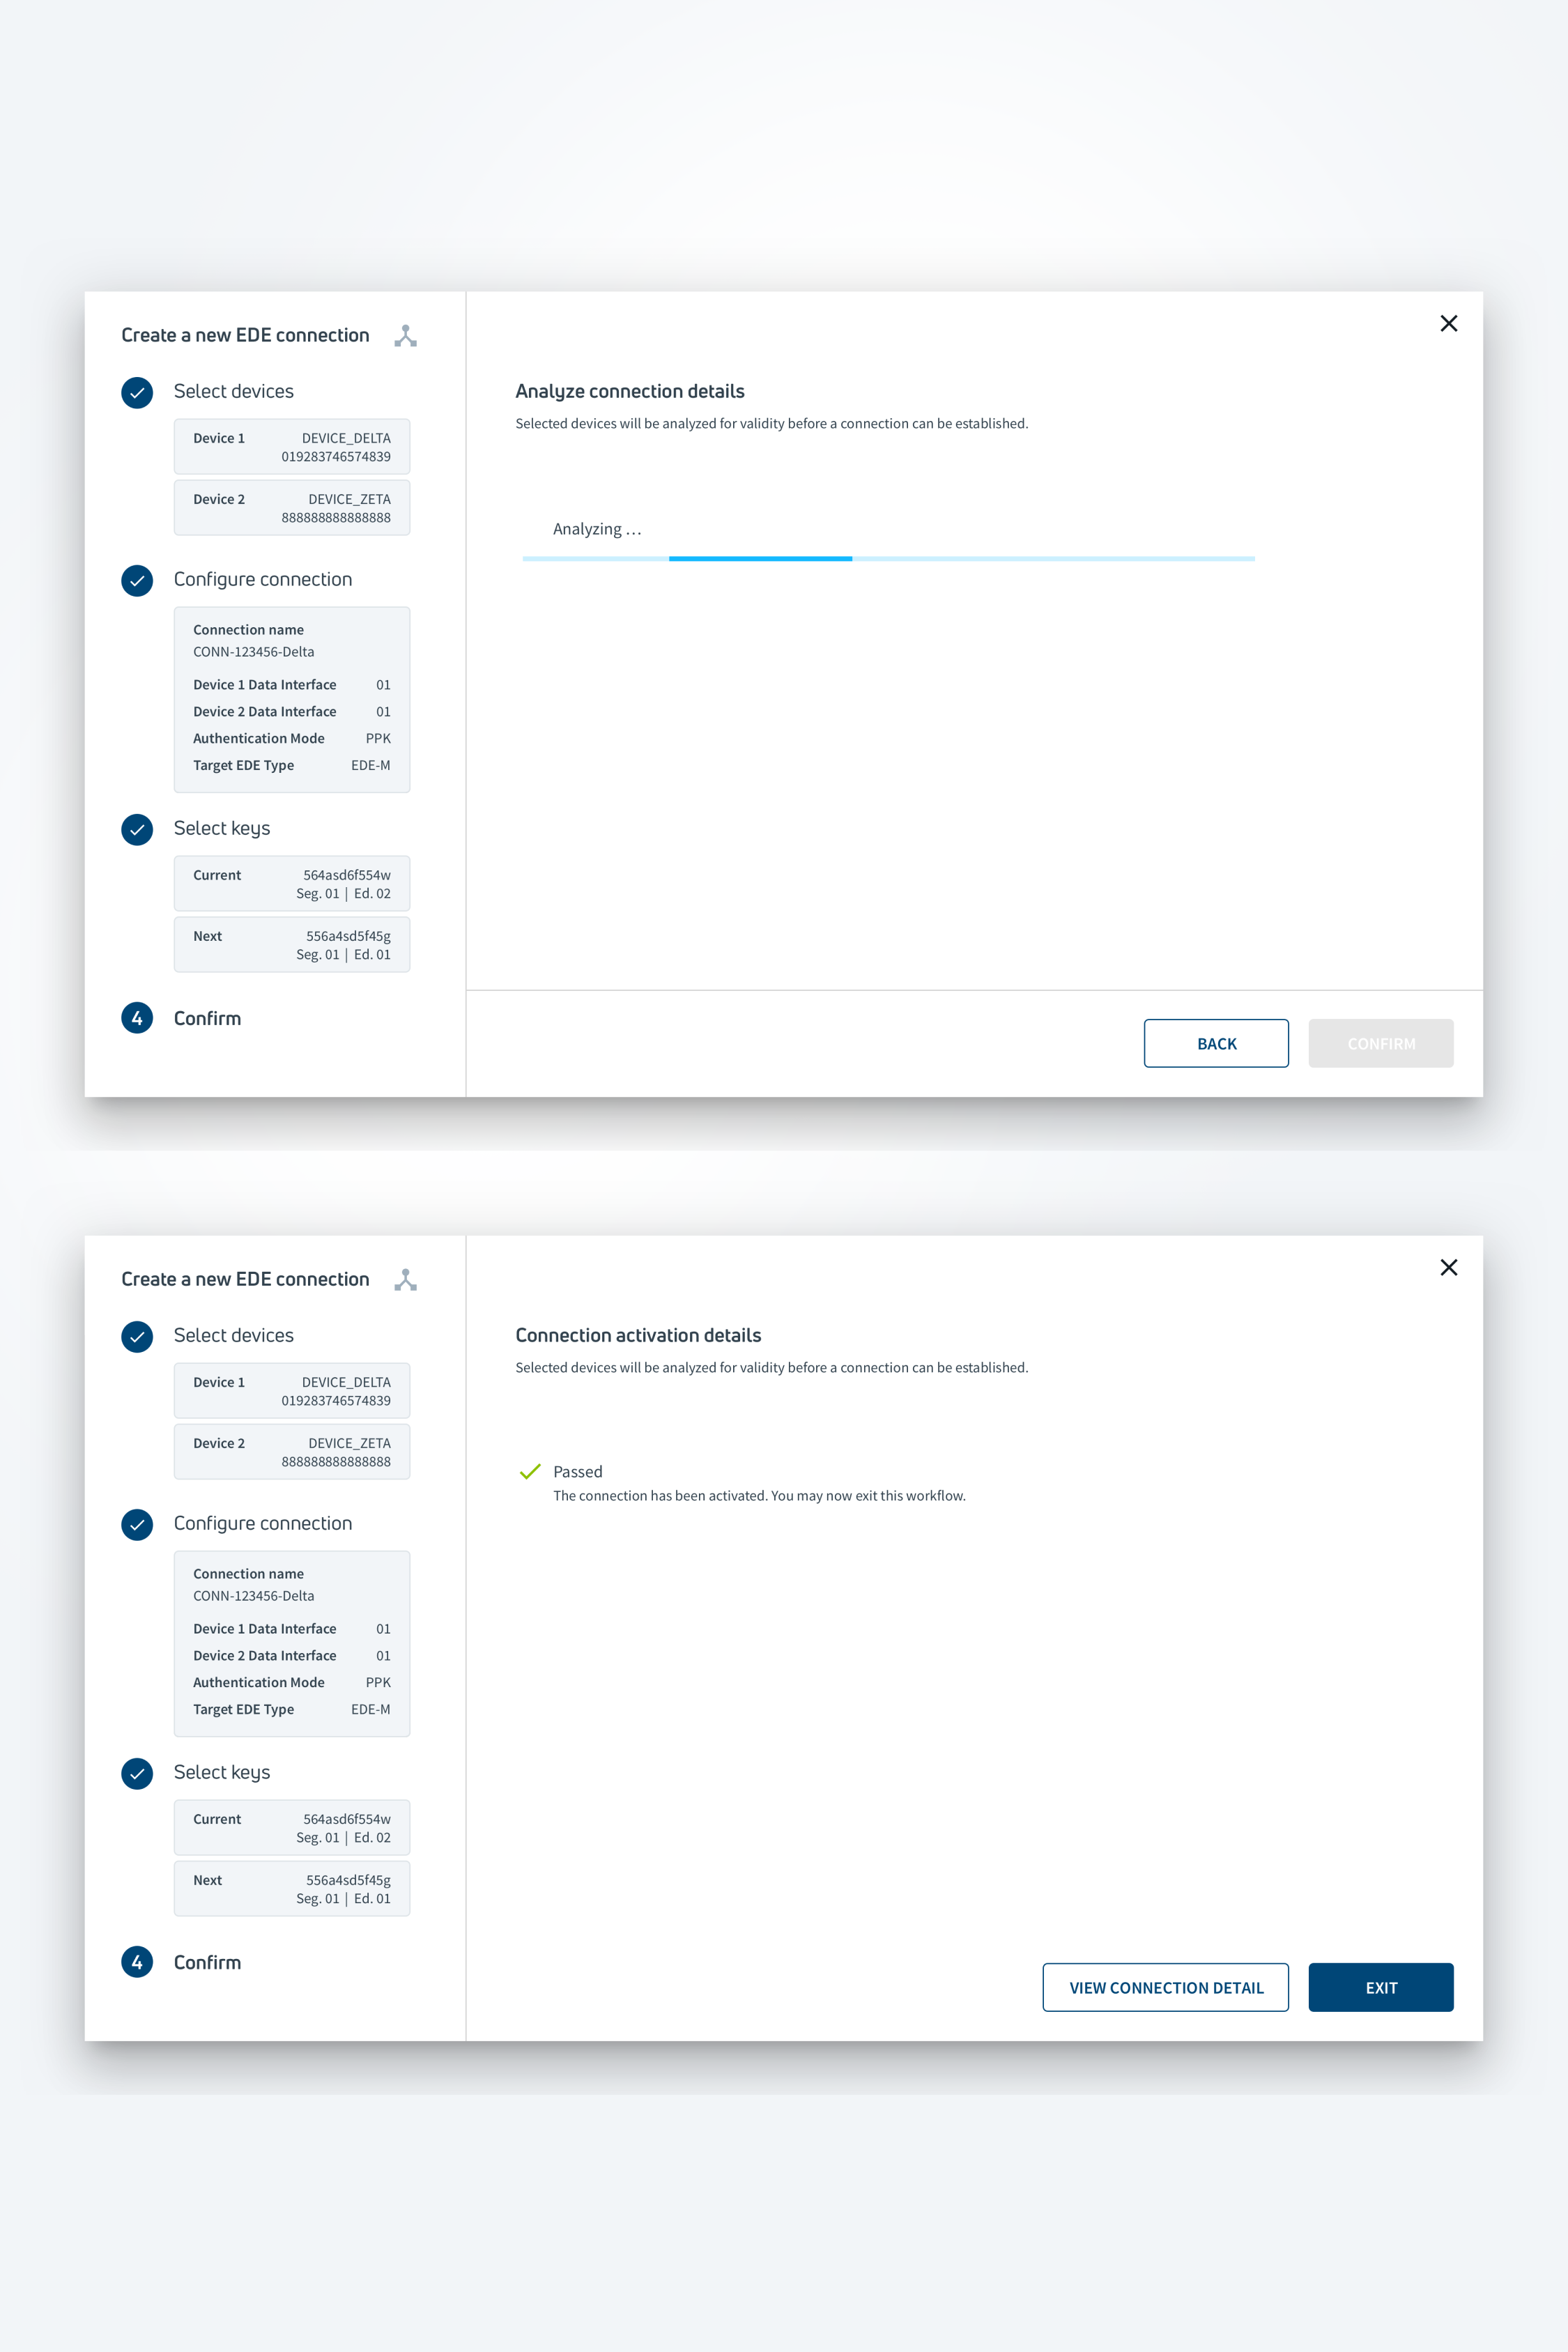 Create a new EDE connection
Select devices
Device 1 DEVICE_DELTA
019283746574839
Device 2 DEVICE_ZETA
888888888888888
Configure connection
Connection name
CONN-123456-Delta
Device 1 Data Interface 01
Device 2 Data Interface 01
Authentication Mode PPK
Target EDE Type EDE-M
Select keys
Current 564asd6f554w
Seg. 01 | Ed. 02
Next 556a4sd5f45g
Seg. 01 | Ed. 01
4 Confirm
Analyze connection details
Selected devices will be analyzed for validity before a connection can be established.
Analyzing ...
BACK CONFIRM
Create a new EDE connection
Select devices
Device 1 DEVICE_DELTA
019283746574839
Device 2 DEVICE_ZETA
888888888888888
Configure connection
Connection name
CONN-123456-Delta
Device 1 Data Interface 01
Device 2 Data Interface 01
Authentication Mode PPK
Target EDE Type EDE-M
Select keys
Current 564asd6f554w
Seg. 01 | Ed. 02
Next 556a4sd5f45g
Seg. 01 | Ed. 01
4 Confirm
Connection activation details
Selected devices will be analyzed for validity before a connection can be established.
Passed
The connection has been activated. You may now exit this workflow.
VIEW CONNECTION DETAIL EXIT